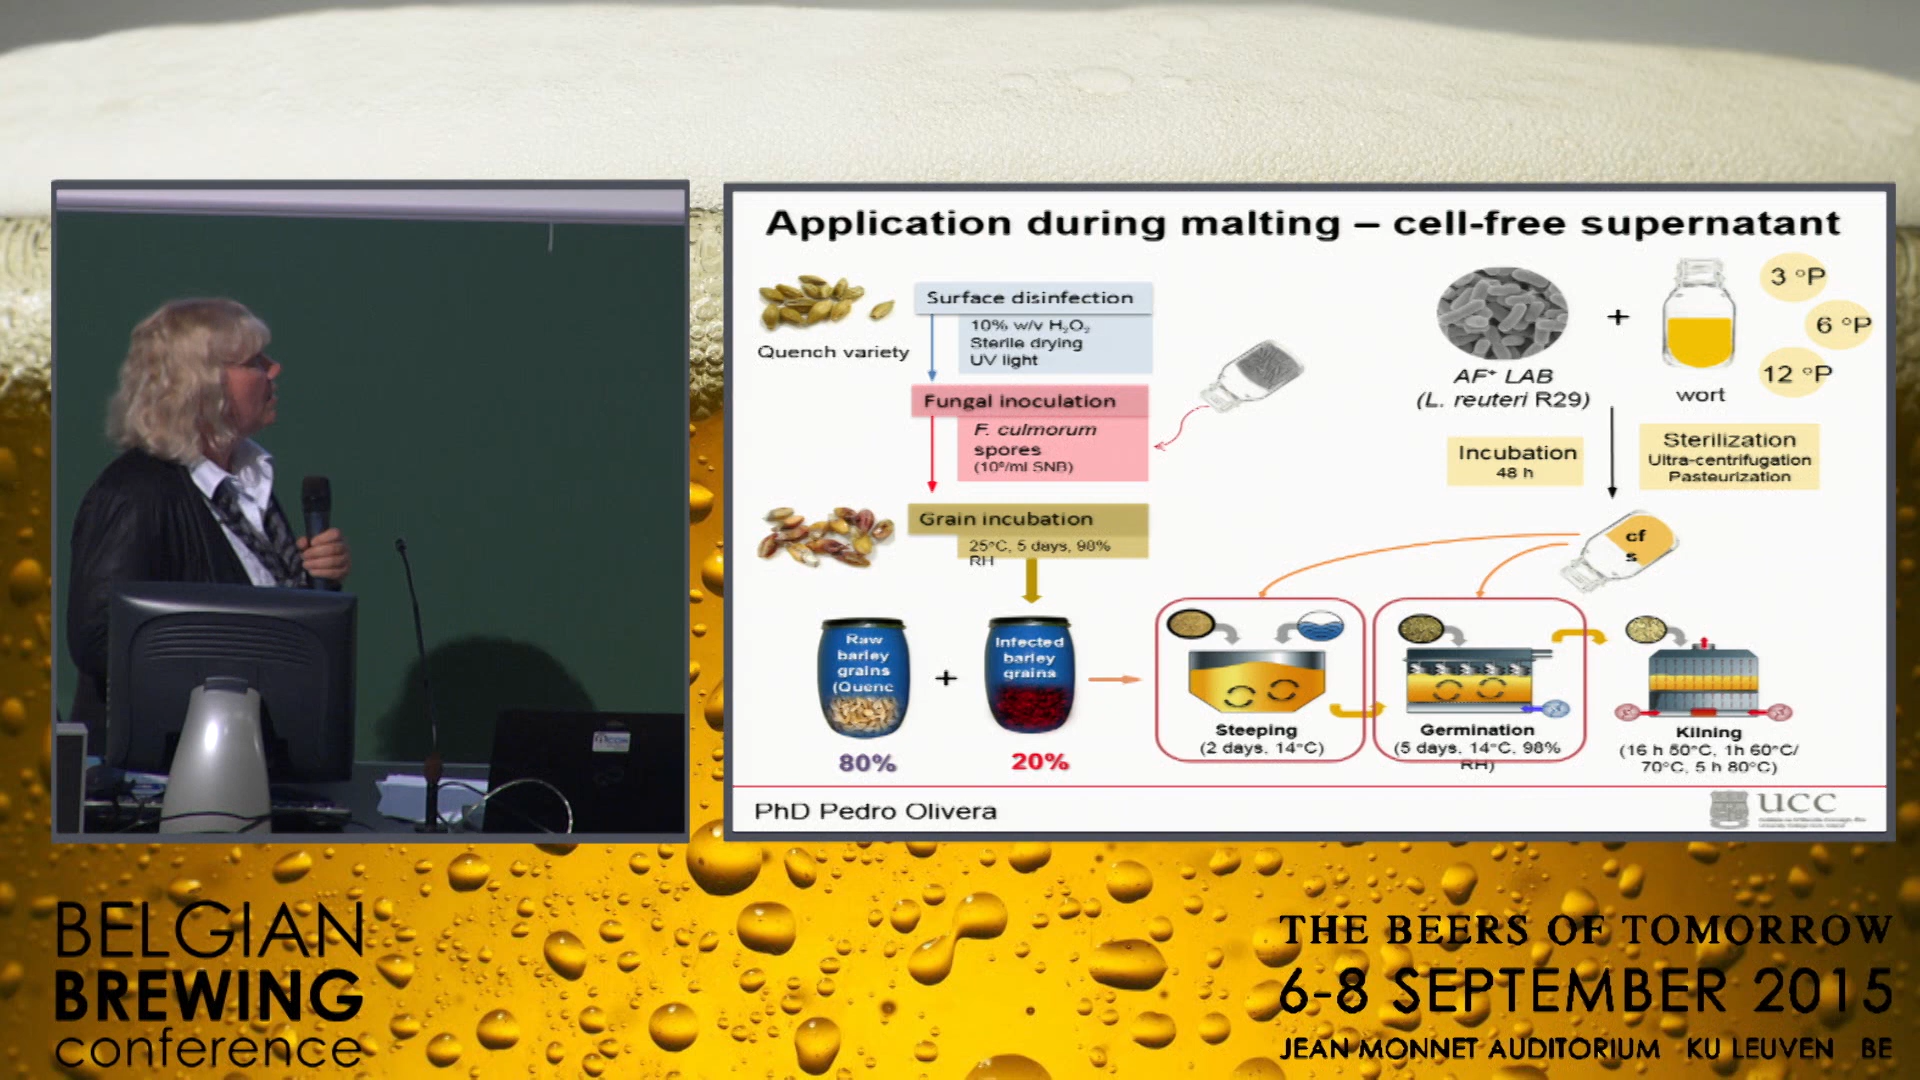 Application during malting – cell-free supernatant
Quench variety
Surface disinfection
10% w/v H₂O₂
Sterile drying
UV light
Fungal inoculation
F. culmorum
spores
(10⁶/ml SNB)
Grain incubation
25°C, 5 days, 98%
RH
Raw
barley
grains
(Quenc
80%
+
Infected
barley
grains
20%
AF⁺ LAB
(L. reuteri R29)
+
wort
3 °P
6 °P
12 °P
Incubation
48 h
Sterilization
Ultra-centrifugation
Pasteurization
cf
s
Steeping
(2 days, 14°C)
Germination
(5 days, 14°C, 98%
RH)
Kilning
(16 h 50°C, 1h 60°C/
70°C, 5 h 80°C)
PhD Pedro Olivera
UCC
BELGIAN
BREWING
conference
THE BEERS OF TOMORROW
6-8 SEPTEMBER 2015
JEAN MONNET AUDITORIUM KU LEUVEN BE